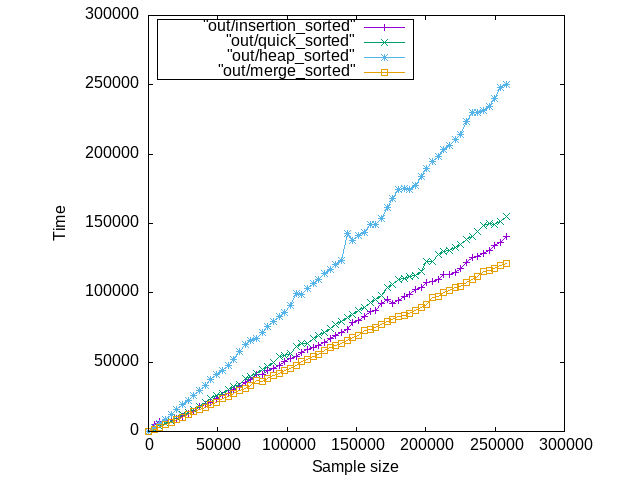 300000
250000
200000
150000
100000
50000
0
Time
"out/insertion_sorted"
"out/quick_sorted"
"out/heap_sorted"
"out/merge_sorted"
0 50000 100000 150000 200000 250000 300000
Sample size